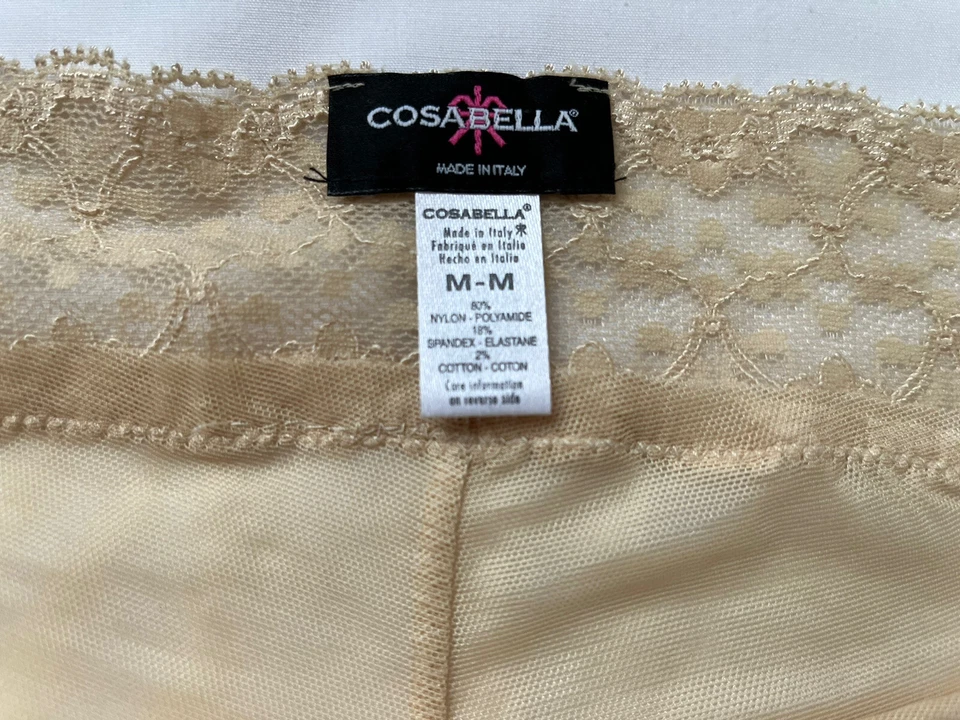 COSABELLA®
MADE IN ITALY
COSABELLA®
Made in Italy
Fabriqué en Italie
Hecho en Italia
M-M
80%
NYLON - POLYAMIDE
18%
SPANDEX - ELASTANE
2%
COTTON - COTON
Care information
on reverse side